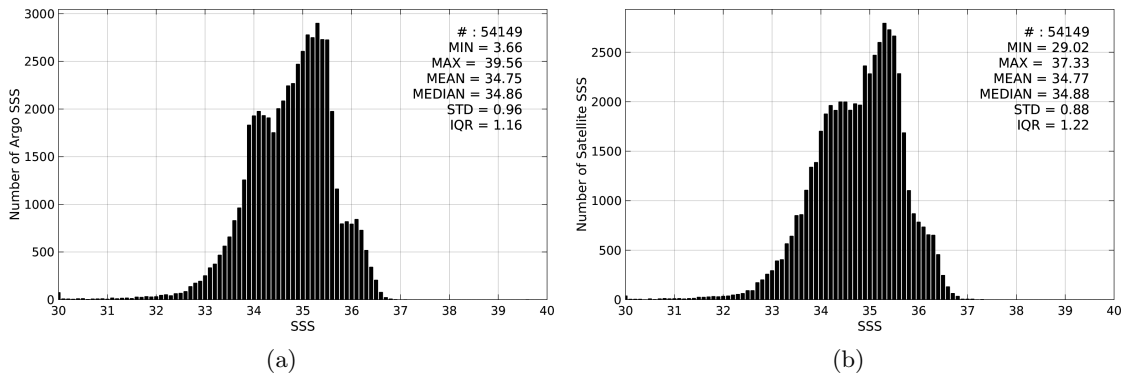 3000
2500
2000
1500
1000
500
0
Number of Argo SSS
# : 54149
MIN = 3.66
MAX = 39.56
MEAN = 34.75
MEDIAN = 34.86
STD = 0.96
IQR = 1.16
30 31 32 33 34 35 36 37 38 39 40
SSS
(a)
2500
2000
1500
1000
500
0
Number of Satellite SSS
# : 54149
MIN = 29.02
MAX = 37.33
MEAN = 34.77
MEDIAN = 34.88
STD = 0.88
IQR = 1.22
30 31 32 33 34 35 36 37 38 39 40
SSS
(b)